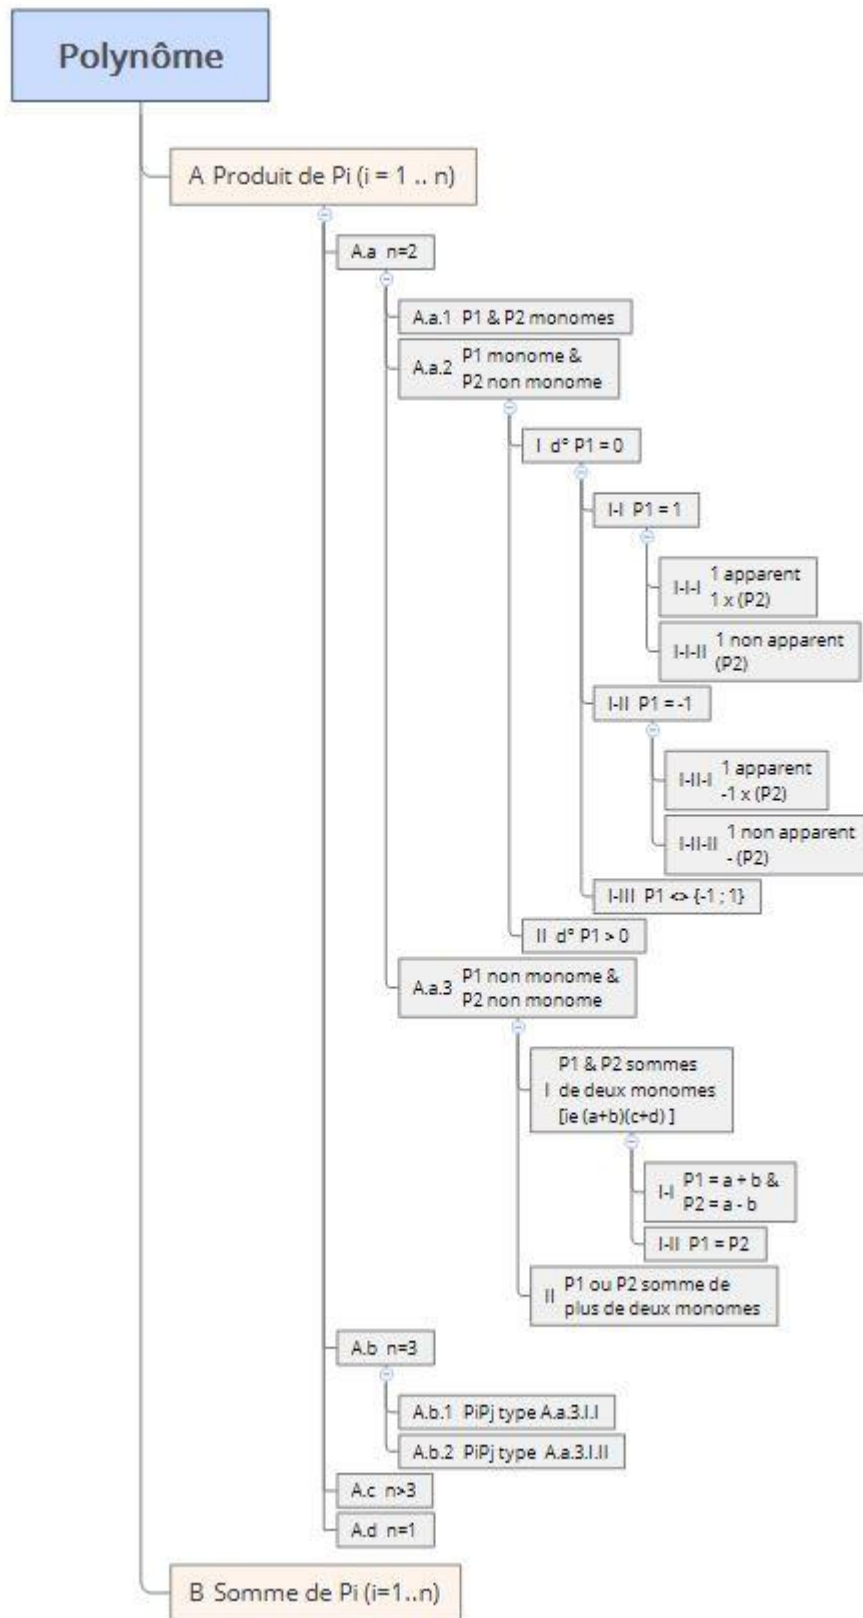 Polynôme
A Produit de Pi (i = 1 .. n)
A.a n=2
A.a.1 P1 & P2 monomes
A.a.2 P1 monome &
P2 non monome
I d° P1 = 0
I-I P1 = 1
I-I-I 1 apparent
1 x (P2)
I-I-II 1 non apparent
(P2)
I-II P1 = -1
I-II-I 1 apparent
-1 x (P2)
I-II-II 1 non apparent
- (P2)
I-III P1 <> {-1 ; 1}
II d° P1 > 0
A.a.3 P1 non monome &
P2 non monome
P1 & P2 sommes
I de deux monomes
[ie (a+b)(c+d) ]
I-I P1 = a + b &
P2 = a - b
I-II P1 = P2
II P1 ou P2 somme de
plus de deux monomes
A.b n=3
A.b.1 PiPj type A.a.3.I.I
A.b.2 PiPj type A.a.3.I.II
A.c n>3
A.d n=1
B Somme de Pi (i=1..n)